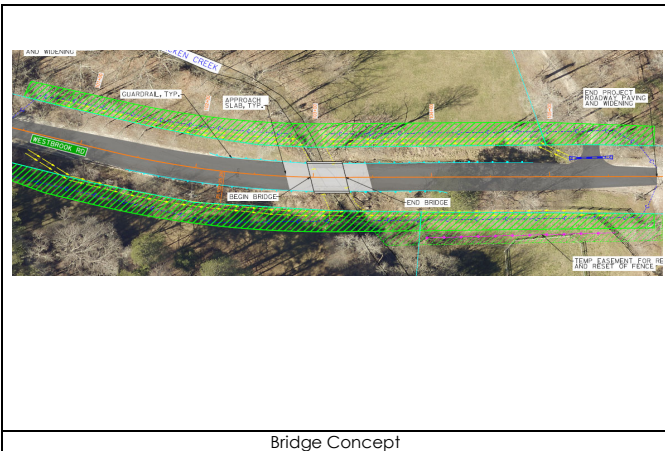 AND WIDENING
CKEN CREEK
GUARDRAIL, TYP.
APPROACH
SLAB, TYP.
END PROJECT
ROADWAY PAVING
AND WIDENING
WESTBROOK RD
BEGIN BRIDGE
END BRIDGE
TEMP EASEMENT FOR RE
AND RESET OF FENCE
Bridge Concept